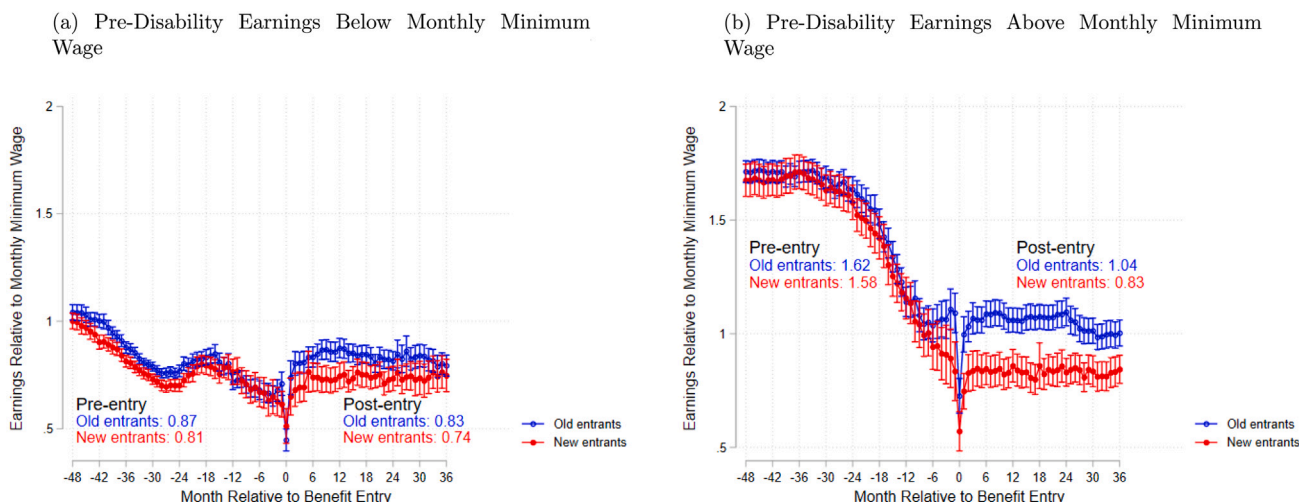 (a) Pre-Disability Earnings Below Monthly Minimum
Wage
Earnings Relative to Monthly Minimum Wage
2
1.5
1
.5
Pre-entry
Old entrants: 0.87
New entrants: 0.81
Post-entry
Old entrants: 0.83
New entrants: 0.74
Old entrants
New entrants
-48 -42 -36 -30 -24 -18 -12 -6 0 6 12 18 24 30 36
Month Relative to Benefit Entry
(b) Pre-Disability Earnings Above Monthly Minimum
Wage
Earnings Relative to Monthly Minimum Wage
2
1.5
1
.5
Pre-entry
Old entrants: 1.62
New entrants: 1.58
Post-entry
Old entrants: 1.04
New entrants: 0.83
Old entrants
New entrants
-48 -42 -36 -30 -24 -18 -12 -6 0 6 12 18 24 30 36
Month Relative to Benefit Entry